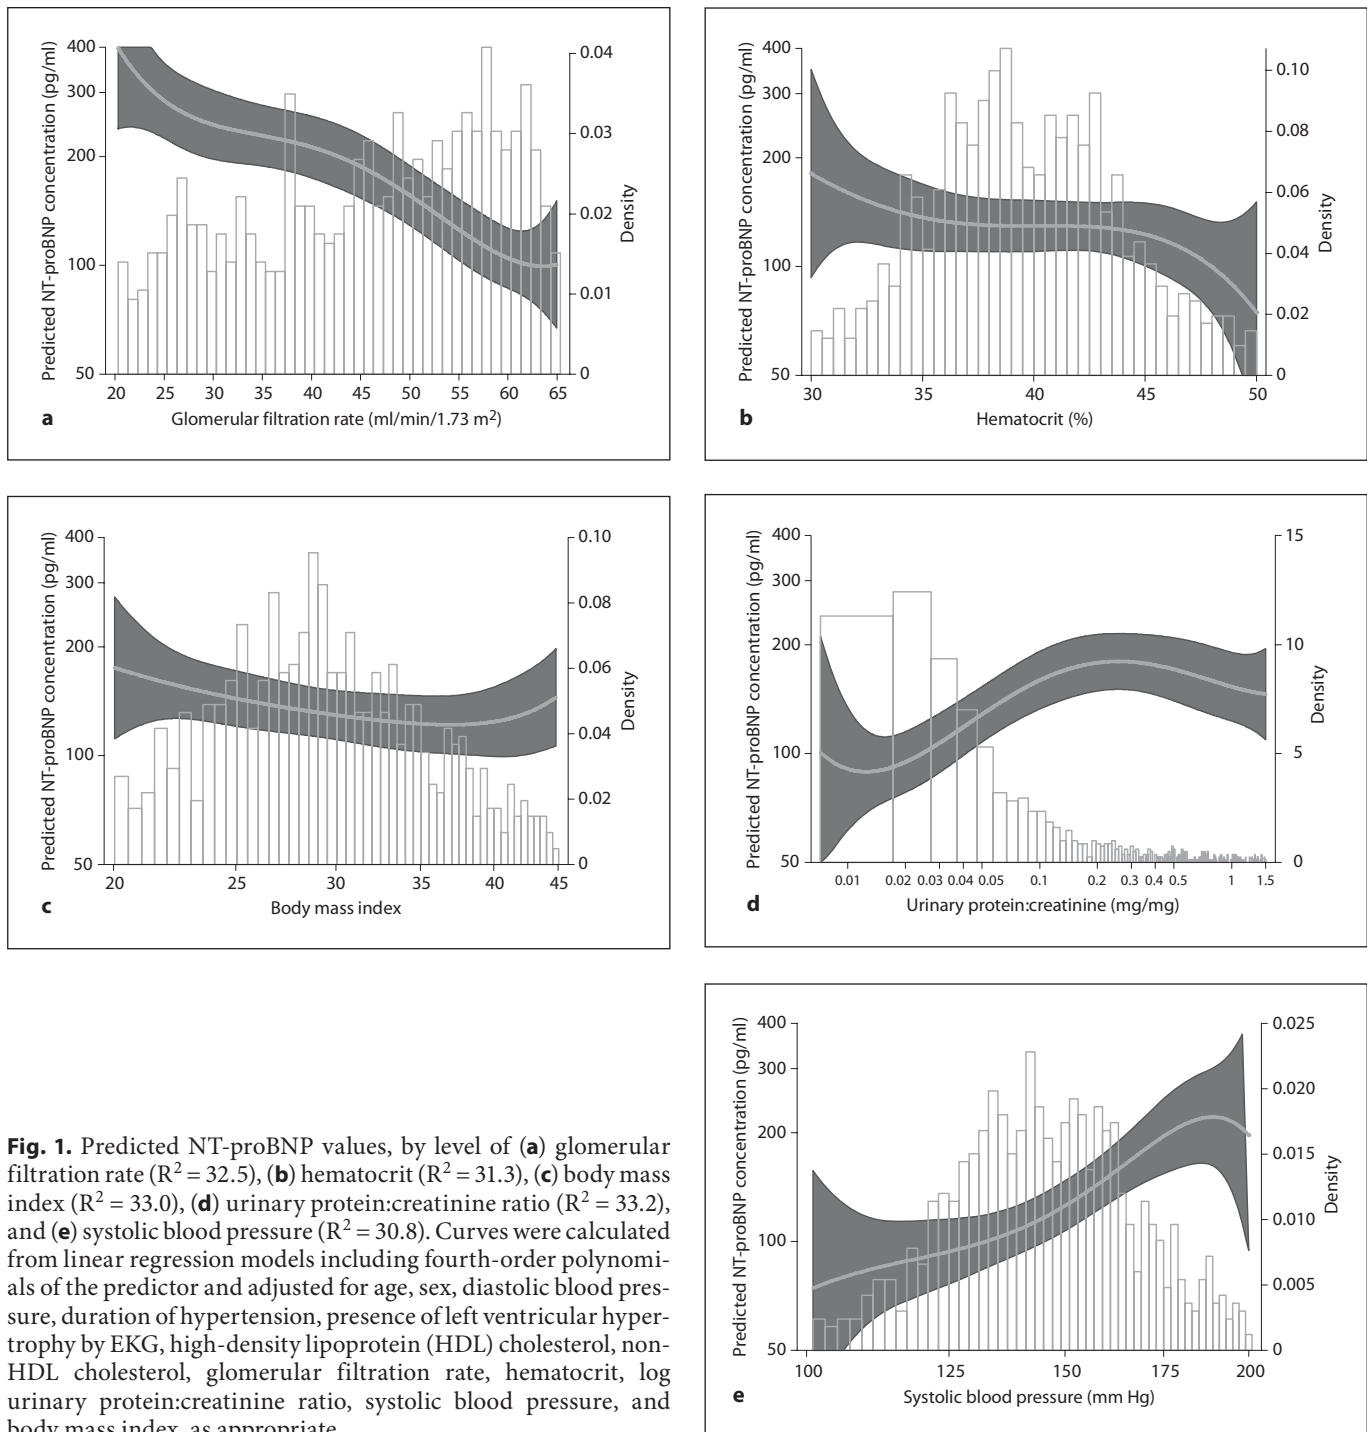 Predicted NT-proBNP concentration (pg/ml)
400
300
200
100
50
0.04
0.03
0.02
0.01
0
Density
20 25 30 35 40 45 50 55 60 65
Glomerular filtration rate (ml/min/1.73 m²)
a
Predicted NT-proBNP concentration (pg/ml)
400
300
200
100
50
0.10
0.08
0.06
0.04
0.02
0
Density
30 35 40 45 50
Hematocrit (%)
b
Predicted NT-proBNP concentration (pg/ml)
400
300
200
100
50
0.10
0.08
0.06
0.04
0.02
0
Density
20 25 30 35 40 45
Body mass index
c
Predicted NT-proBNP concentration (pg/ml)
400
300
200
100
50
15
10
5
0
Density
0.01 0.02 0.03 0.04 0.05 0.1 0.2 0.3 0.4 0.5 1 1.5
Urinary protein:creatinine (mg/mg)
d
Predicted NT-proBNP concentration (pg/ml)
400
300
200
100
50
0.025
0.020
0.015
0.010
0.005
0
Density
100 125 150 175 200
Systolic blood pressure (mm Hg)
e
Fig. 1. Predicted NT-proBNP values, by level of (a) glomerular
filtration rate (R² = 32.5), (b) hematocrit (R² = 31.3), (c) body mass
index (R² = 33.0), (d) urinary protein:creatinine ratio (R² = 33.2),
and (e) systolic blood pressure (R² = 30.8). Curves were calculated
from linear regression models including fourth-order polynomi-
als of the predictor and adjusted for age, sex, diastolic blood pres-
sure, duration of hypertension, presence of left ventricular hyper-
trophy by EKG, high-density lipoprotein (HDL) cholesterol, non-
HDL cholesterol, glomerular filtration rate, hematocrit, log
urinary protein:creatinine ratio, systolic blood pressure, and
body mass index, as appropriate.